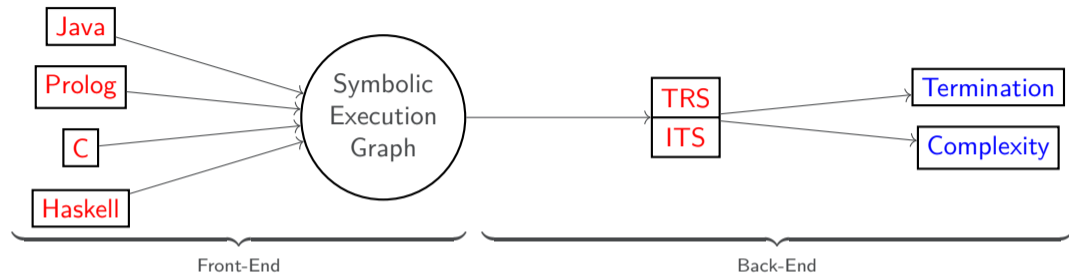 Java
Prolog
C
Haskell
Symbolic
Execution
Graph
TRS
ITS
Termination
Complexity
Front-End
Back-End